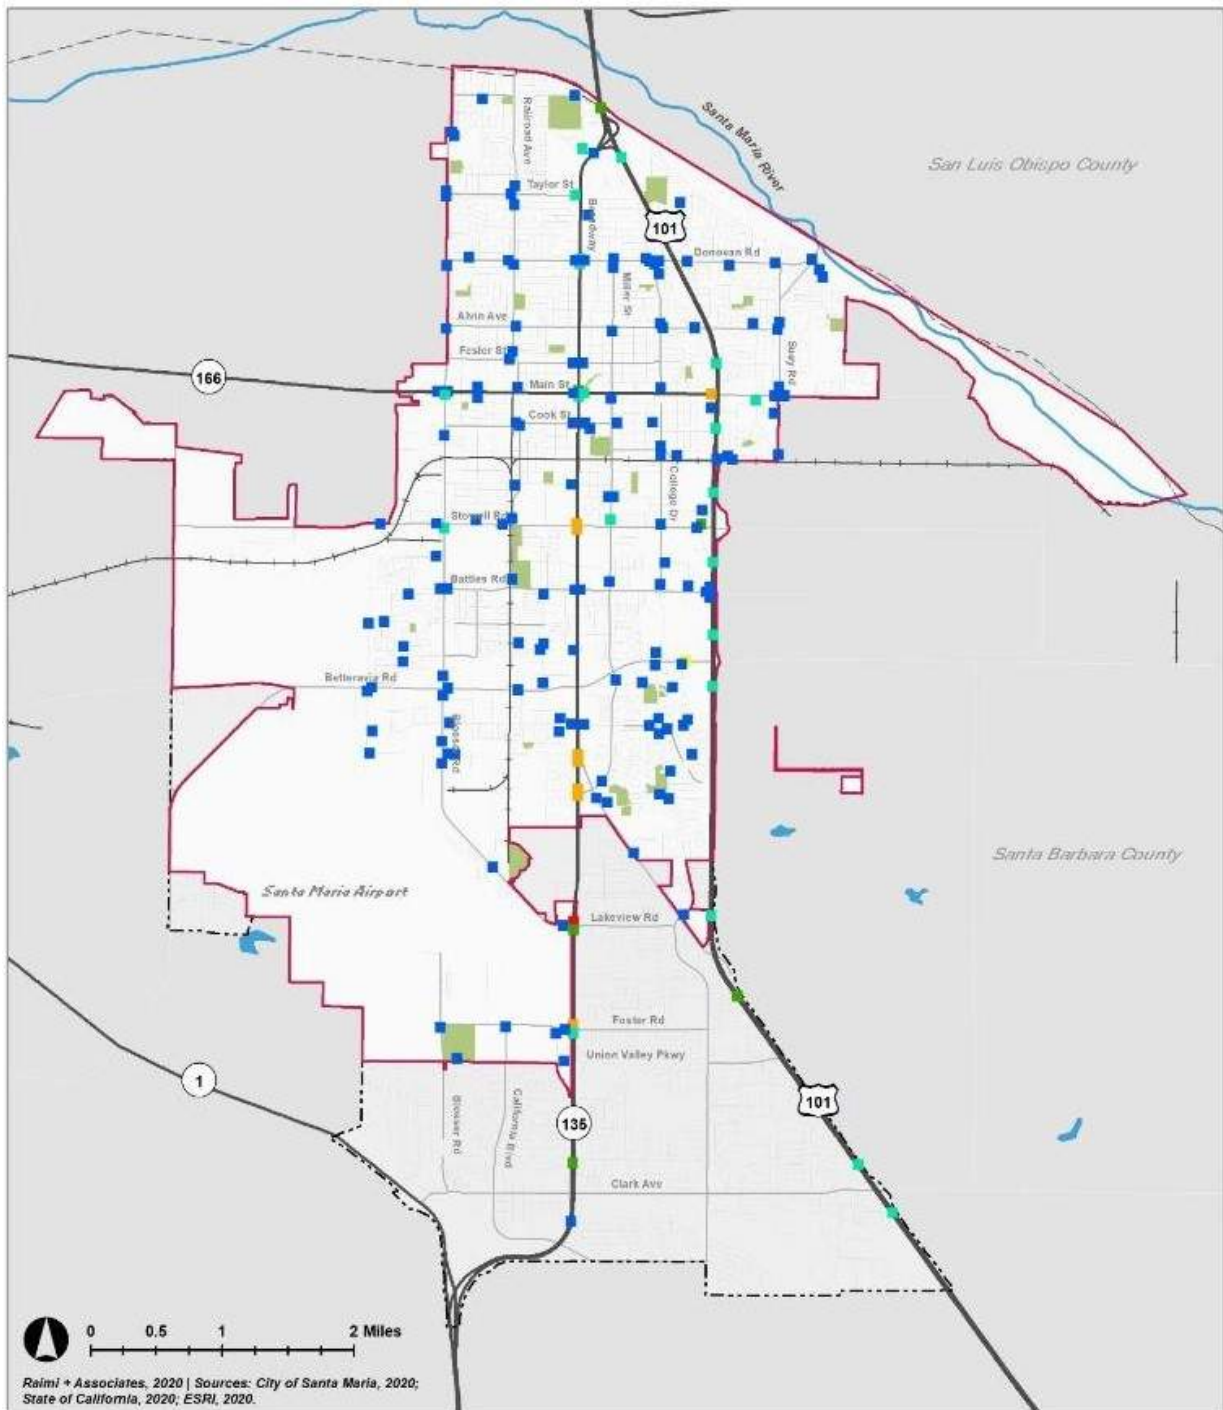 Santa Maria River
San Luis Obispo County
Railroad Ave
Taylor St
Broadway
101
Donovan Rd
Miller St
Alvin Ave
Fesler St
Suey Rd
166
Main St
Cook St
College Dr
Stowell Rd
Battles Rd
Betteravia Rd
Blosser Rd
Santa Barbara County
Santa Maria Airport
Lakeview Rd
Foster Rd
Union Valley Pkwy
1
101
135
Blosser Rd
California Blvd
Clark Ave
0 0.5 1 2 Miles
Raimi + Associates, 2020 | Sources: City of Santa Maria, 2020;
State of California, 2020; ESRI, 2020.